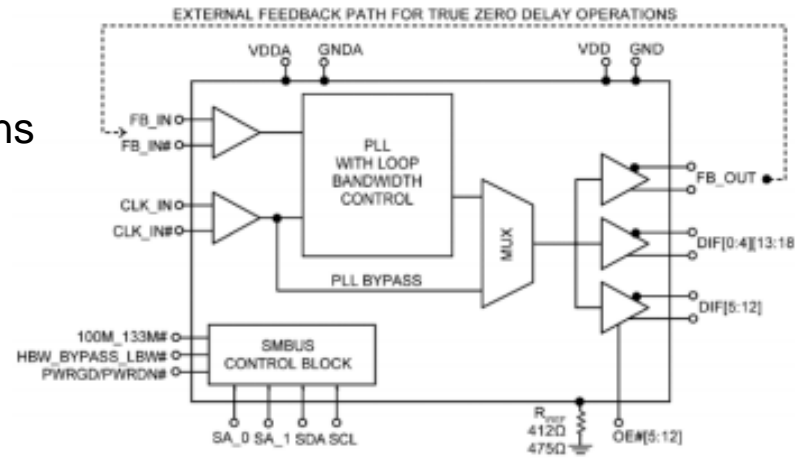 EXTERNAL FEEDBACK PATH FOR TRUE ZERO DELAY OPERATIONS
VDDA GNDA VDD GND
ns
FB_IN
FB_IN#
PLL
WITH LOOP
BANDWIDTH
CONTROL
FB_OUT
CLK_IN
CLK_IN#
MUX
DIF[0:4][13:18
PLL BYPASS
DIF[5:12]
100M_133M#
HBW_BYPASS_LBW#
PWRGD/PWRDN#
SMBUS
CONTROL BLOCK
SA_0 SA_1 SDA SCL
412Ω
475Ω
OE#[5:12]